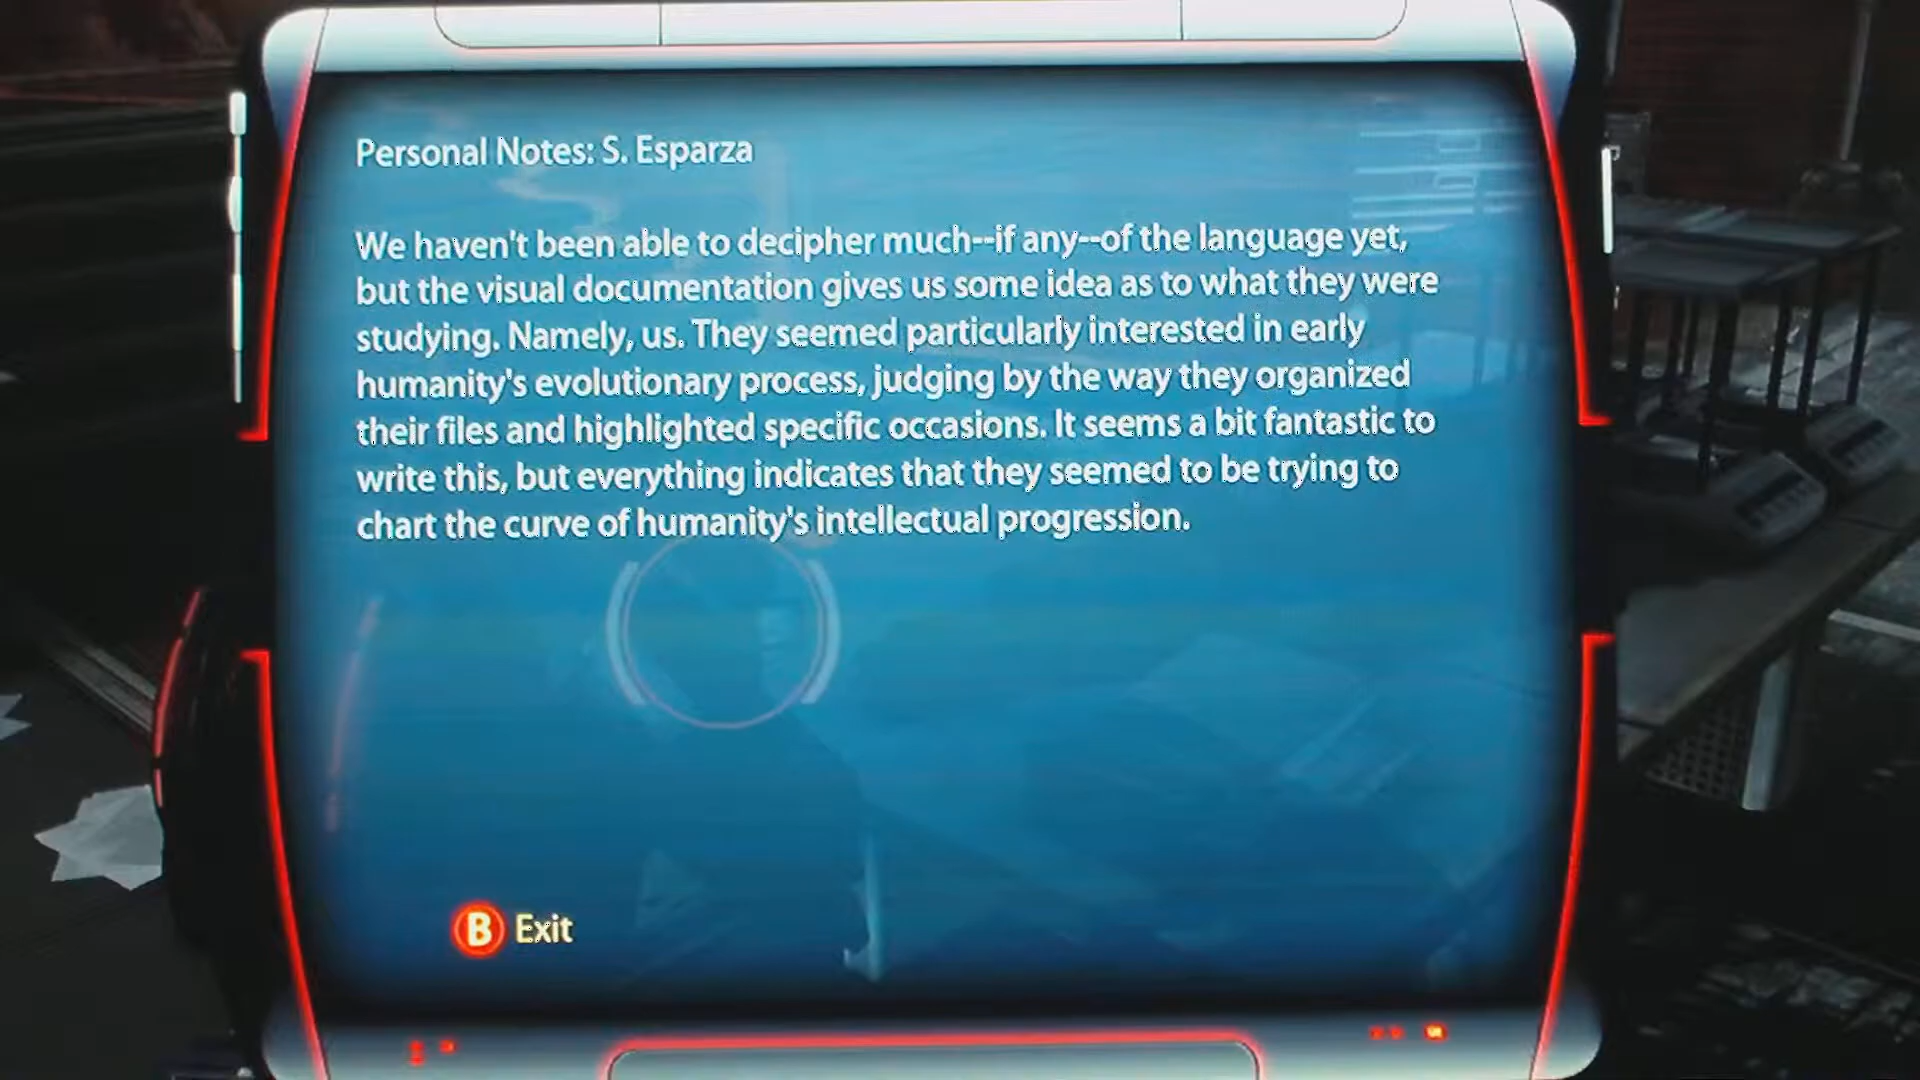 Personal Notes: S. Esparza
We haven't been able to decipher much--if any--of the language yet,
but the visual documentation gives us some idea as to what they were
studying. Namely, us. They seemed particularly interested in early
humanity's evolutionary process, judging by the way they organized
their files and highlighted specific occasions. It seems a bit fantastic to
write this, but everything indicates that they seemed to be trying to
chart the curve of humanity's intellectual progression.
B Exit